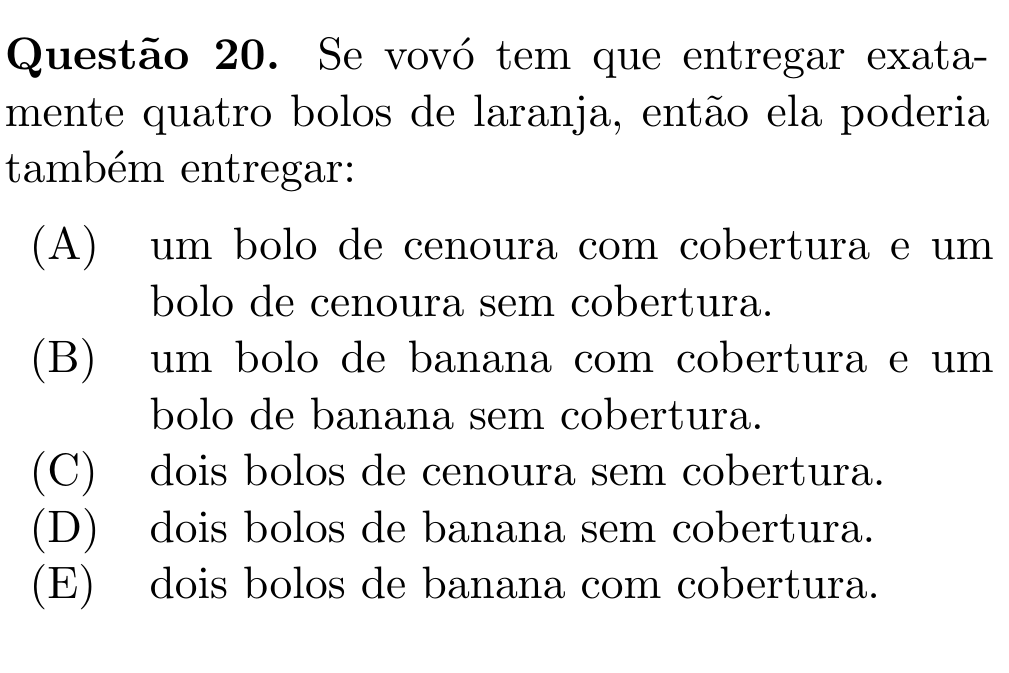 Questão 20. Se vovó tem que entregar exata-
mente quatro bolos de laranja, então ela poderia
também entregar:
(A) um bolo de cenoura com cobertura e um
bolo de cenoura sem cobertura.
(B) um bolo de banana com cobertura e um
bolo de banana sem cobertura.
(C) dois bolos de cenoura sem cobertura.
(D) dois bolos de banana sem cobertura.
(E) dois bolos de banana com cobertura.